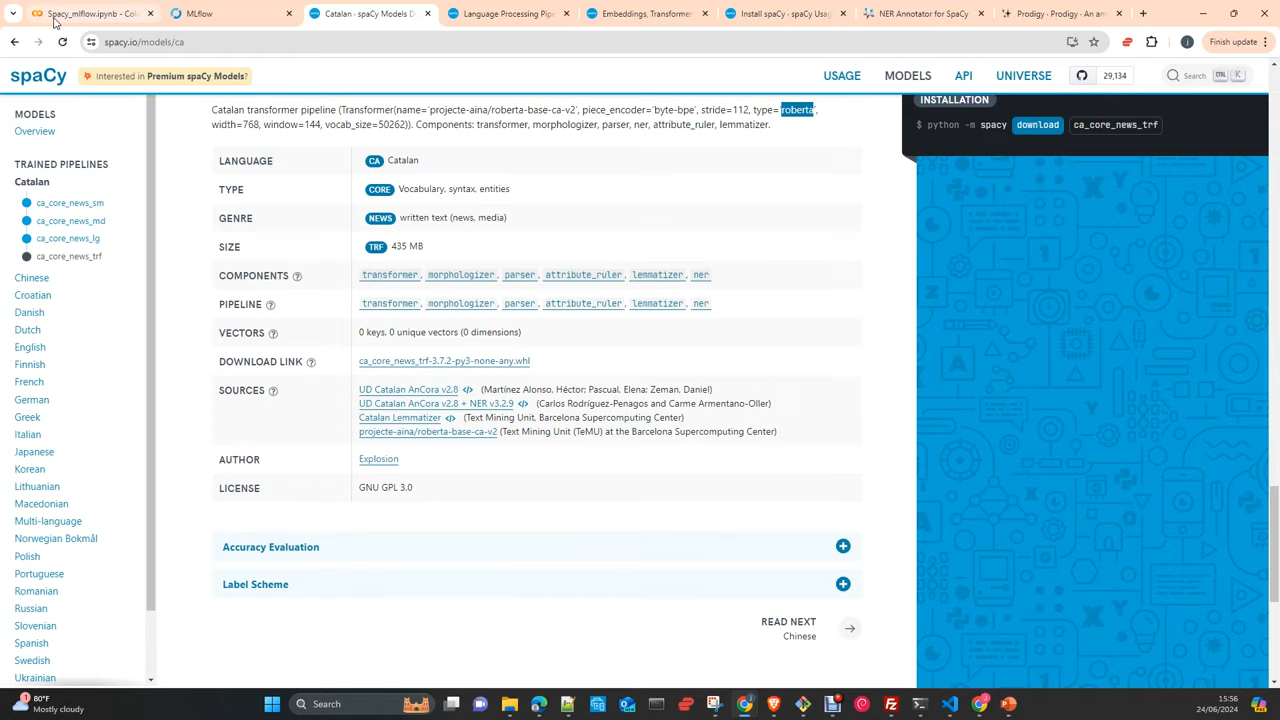 Spacy_mlflow.ipynb - Col
MLflow
Catalan · spaCy Models D
Language Processing Pipe
Embeddings, Transforme
Install spaCy · spaCy Usag
NER Annotator for SpaCy
Prodigy · Prodigy · An an
spacy.io/models/ca
Finish update
spaCy
Interested in Premium spaCy Models?
USAGE
MODELS
API
UNIVERSE
29,134
Search
CTRL
K
MODELS
Overview
TRAINED PIPELINES
Catalan
ca_core_news_sm
ca_core_news_md
ca_core_news_lg
ca_core_news_trf
Chinese
Croatian
Danish
Dutch
English
Finnish
French
German
Greek
Italian
Japanese
Korean
Lithuanian
Macedonian
Multi-language
Norwegian Bokmål
Polish
Portuguese
Romanian
Russian
Slovenian
Spanish
Swedish
Ukrainian
Catalan transformer pipeline (Transformer(name='projecte-aina/roberta-base-ca-v2', piece_encoder='byte-bpe', stride=112, type='roberta',
width=768, window=144, vocab_size=50262)). Components: transformer, morphologizer, parser, ner, attribute_ruler, lemmatizer.
LANGUAGE CA Catalan
TYPE CORE Vocabulary, syntax, entities
GENRE NEWS written text (news, media)
SIZE TRF 435 MB
COMPONENTS transformer, morphologizer, parser, attribute_ruler, lemmatizer, ner
PIPELINE transformer, morphologizer, parser, attribute_ruler, lemmatizer, ner
VECTORS 0 keys, 0 unique vectors (0 dimensions)
DOWNLOAD LINK ca_core_news_trf-3.7.2-py3-none-any.whl
SOURCES UD Catalan AnCora v2.8 </> (Martínez Alonso, Héctor; Pascual, Elena; Zeman, Daniel)
UD Catalan AnCora v2.8 + NER v3.2.9 </> (Carlos Rodríguez-Penagos and Carme Armentano-Oller)
Catalan Lemmatizer </> (Text Mining Unit, Barcelona Supercomputing Center)
projecte-aina/roberta-base-ca-v2 (Text Mining Unit (TeMU) at the Barcelona Supercomputing Center)
AUTHOR Explosion
LICENSE GNU GPL 3.0
Accuracy Evaluation
Label Scheme
READ NEXT
Chinese
INSTALLATION
$ python -m spacy download ca_core_news_trf
1
80°F
Mostly cloudy
Search
15:56
24/06/2024